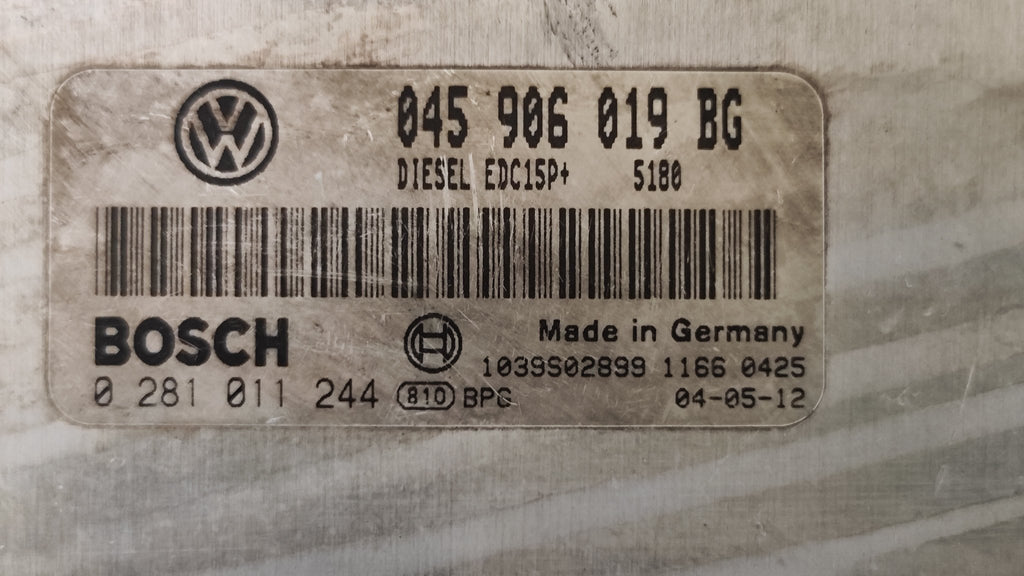 045 906 019 BG
DIESEL EDC15P+ 5180
BOSCH
Made in Germany
1039S02899 1166 0425
0 281 011 244 810 BPG
04-05-12